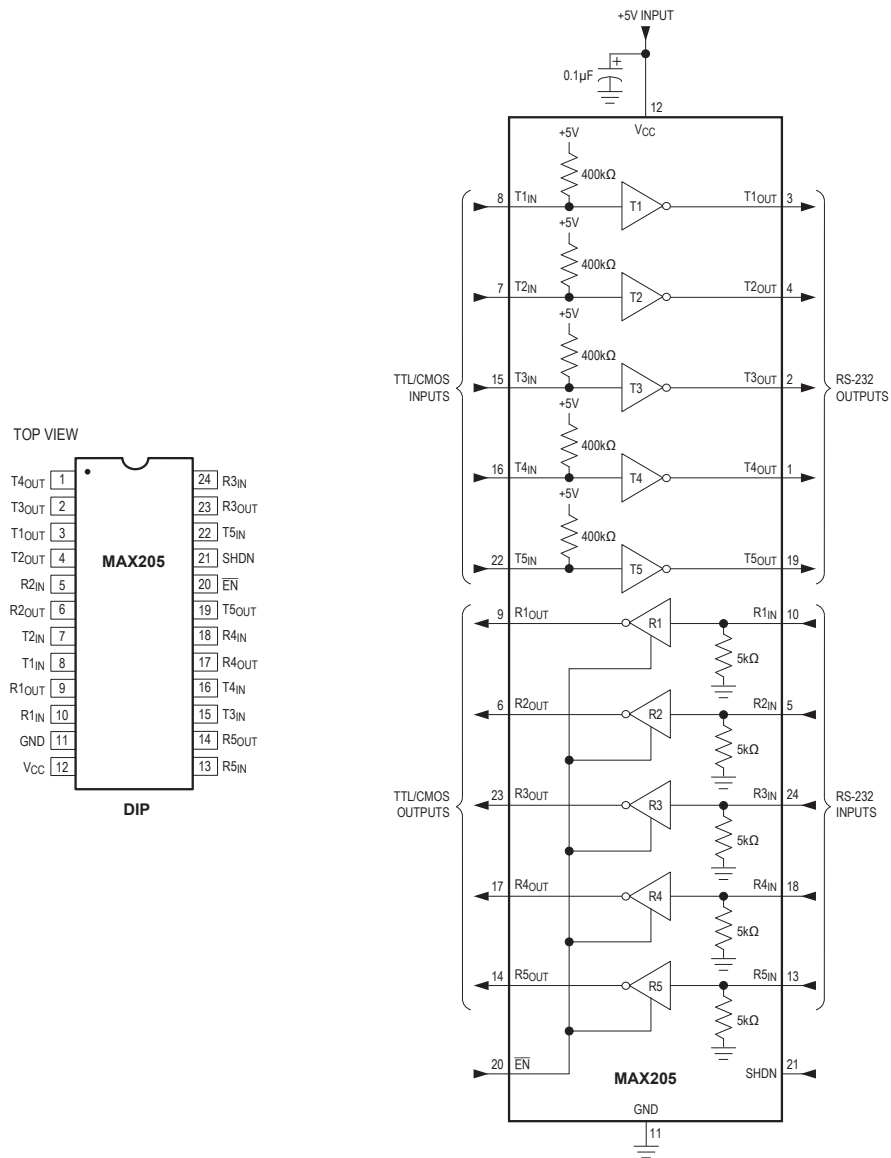 TOP VIEW
T4OUT 1
T3OUT 2
T1OUT 3
T2OUT 4
R2IN 5
R2OUT 6
T2IN 7
T1IN 8
R1OUT 9
R1IN 10
GND 11
VCC 12
24 R3IN
23 R3OUT
22 T5IN
21 SHDN
20 EN
19 T5OUT
18 R4IN
17 R4OUT
16 T4IN
15 T3IN
14 R5OUT
13 R5IN
MAX205
DIP
+5V INPUT
0.1µF
+
12
VCC
+5V
400kΩ
8 T1IN T1 T1OUT 3
+5V
400kΩ
7 T2IN T2 T2OUT 4
+5V
400kΩ
15 T3IN T3 T3OUT 2
TTL/CMOS
INPUTS
RS-232
OUTPUTS
+5V
400kΩ
16 T4IN T4 T4OUT 1
+5V
400kΩ
22 T5IN T5 T5OUT 19
9 R1OUT R1 R1IN 10
5kΩ
6 R2OUT R2 R2IN 5
5kΩ
23 R3OUT R3 R3IN 24
TTL/CMOS
OUTPUTS
RS-232
INPUTS
5kΩ
17 R4OUT R4 R4IN 18
5kΩ
14 R5OUT R5 R5IN 13
5kΩ
20 EN SHDN 21
MAX205
GND
11